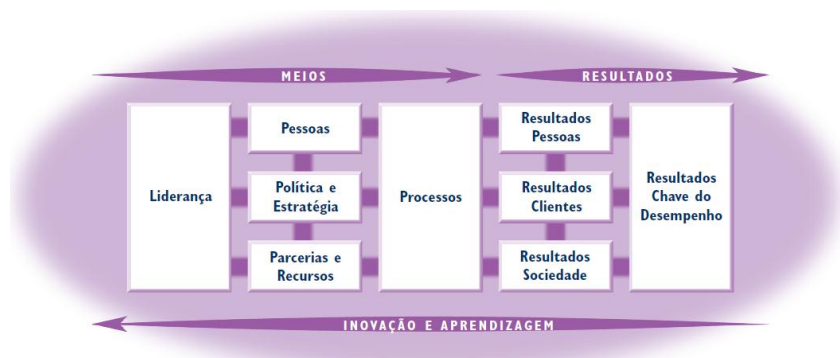 MEIOS
RESULTADOS
Liderança
Pessoas
Política e
Estratégia
Parcerias e
Recursos
Processos
Resultados
Pessoas
Resultados
Clientes
Resultados
Sociedade
Resultados
Chave do
Desempenho
INOVAÇÃO E APRENDIZAGEM